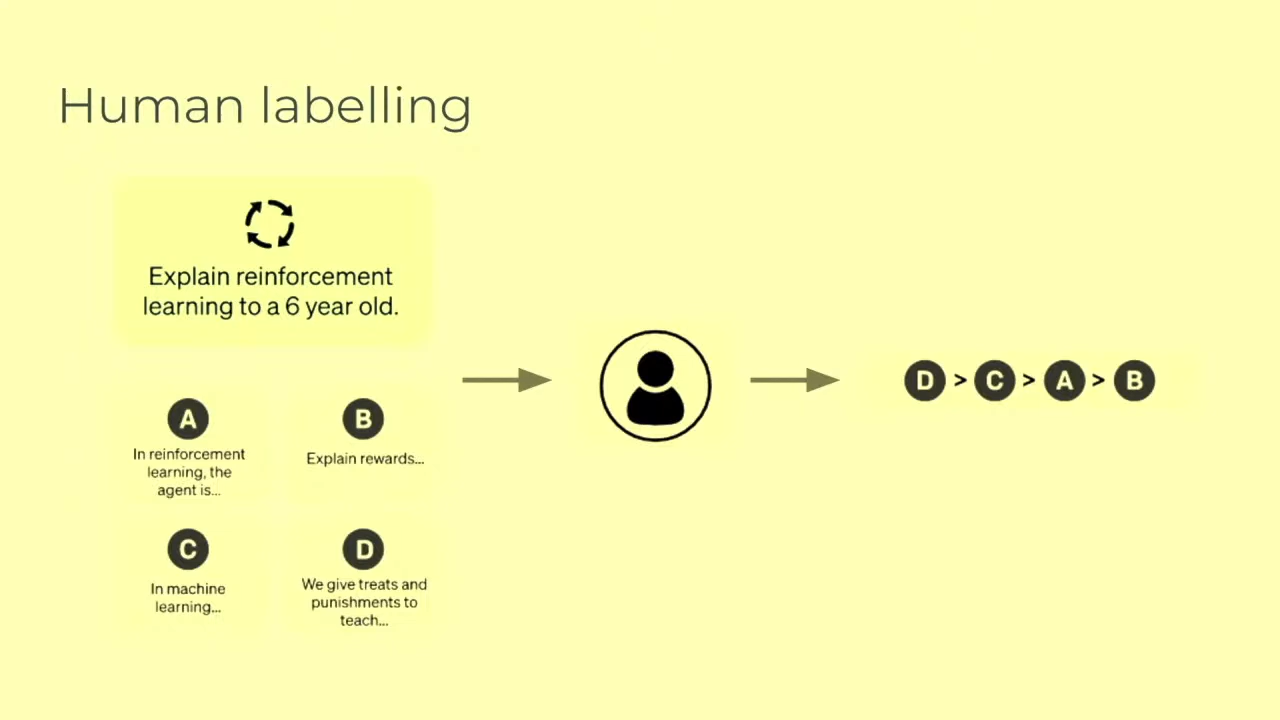 Human labelling
Explain reinforcement
learning to a 6 year old.
A
In reinforcement
learning, the
agent is...
B
Explain rewards...
C
In machine
learning...
D
We give treats and
punishments to
teach...
D > C > A > B